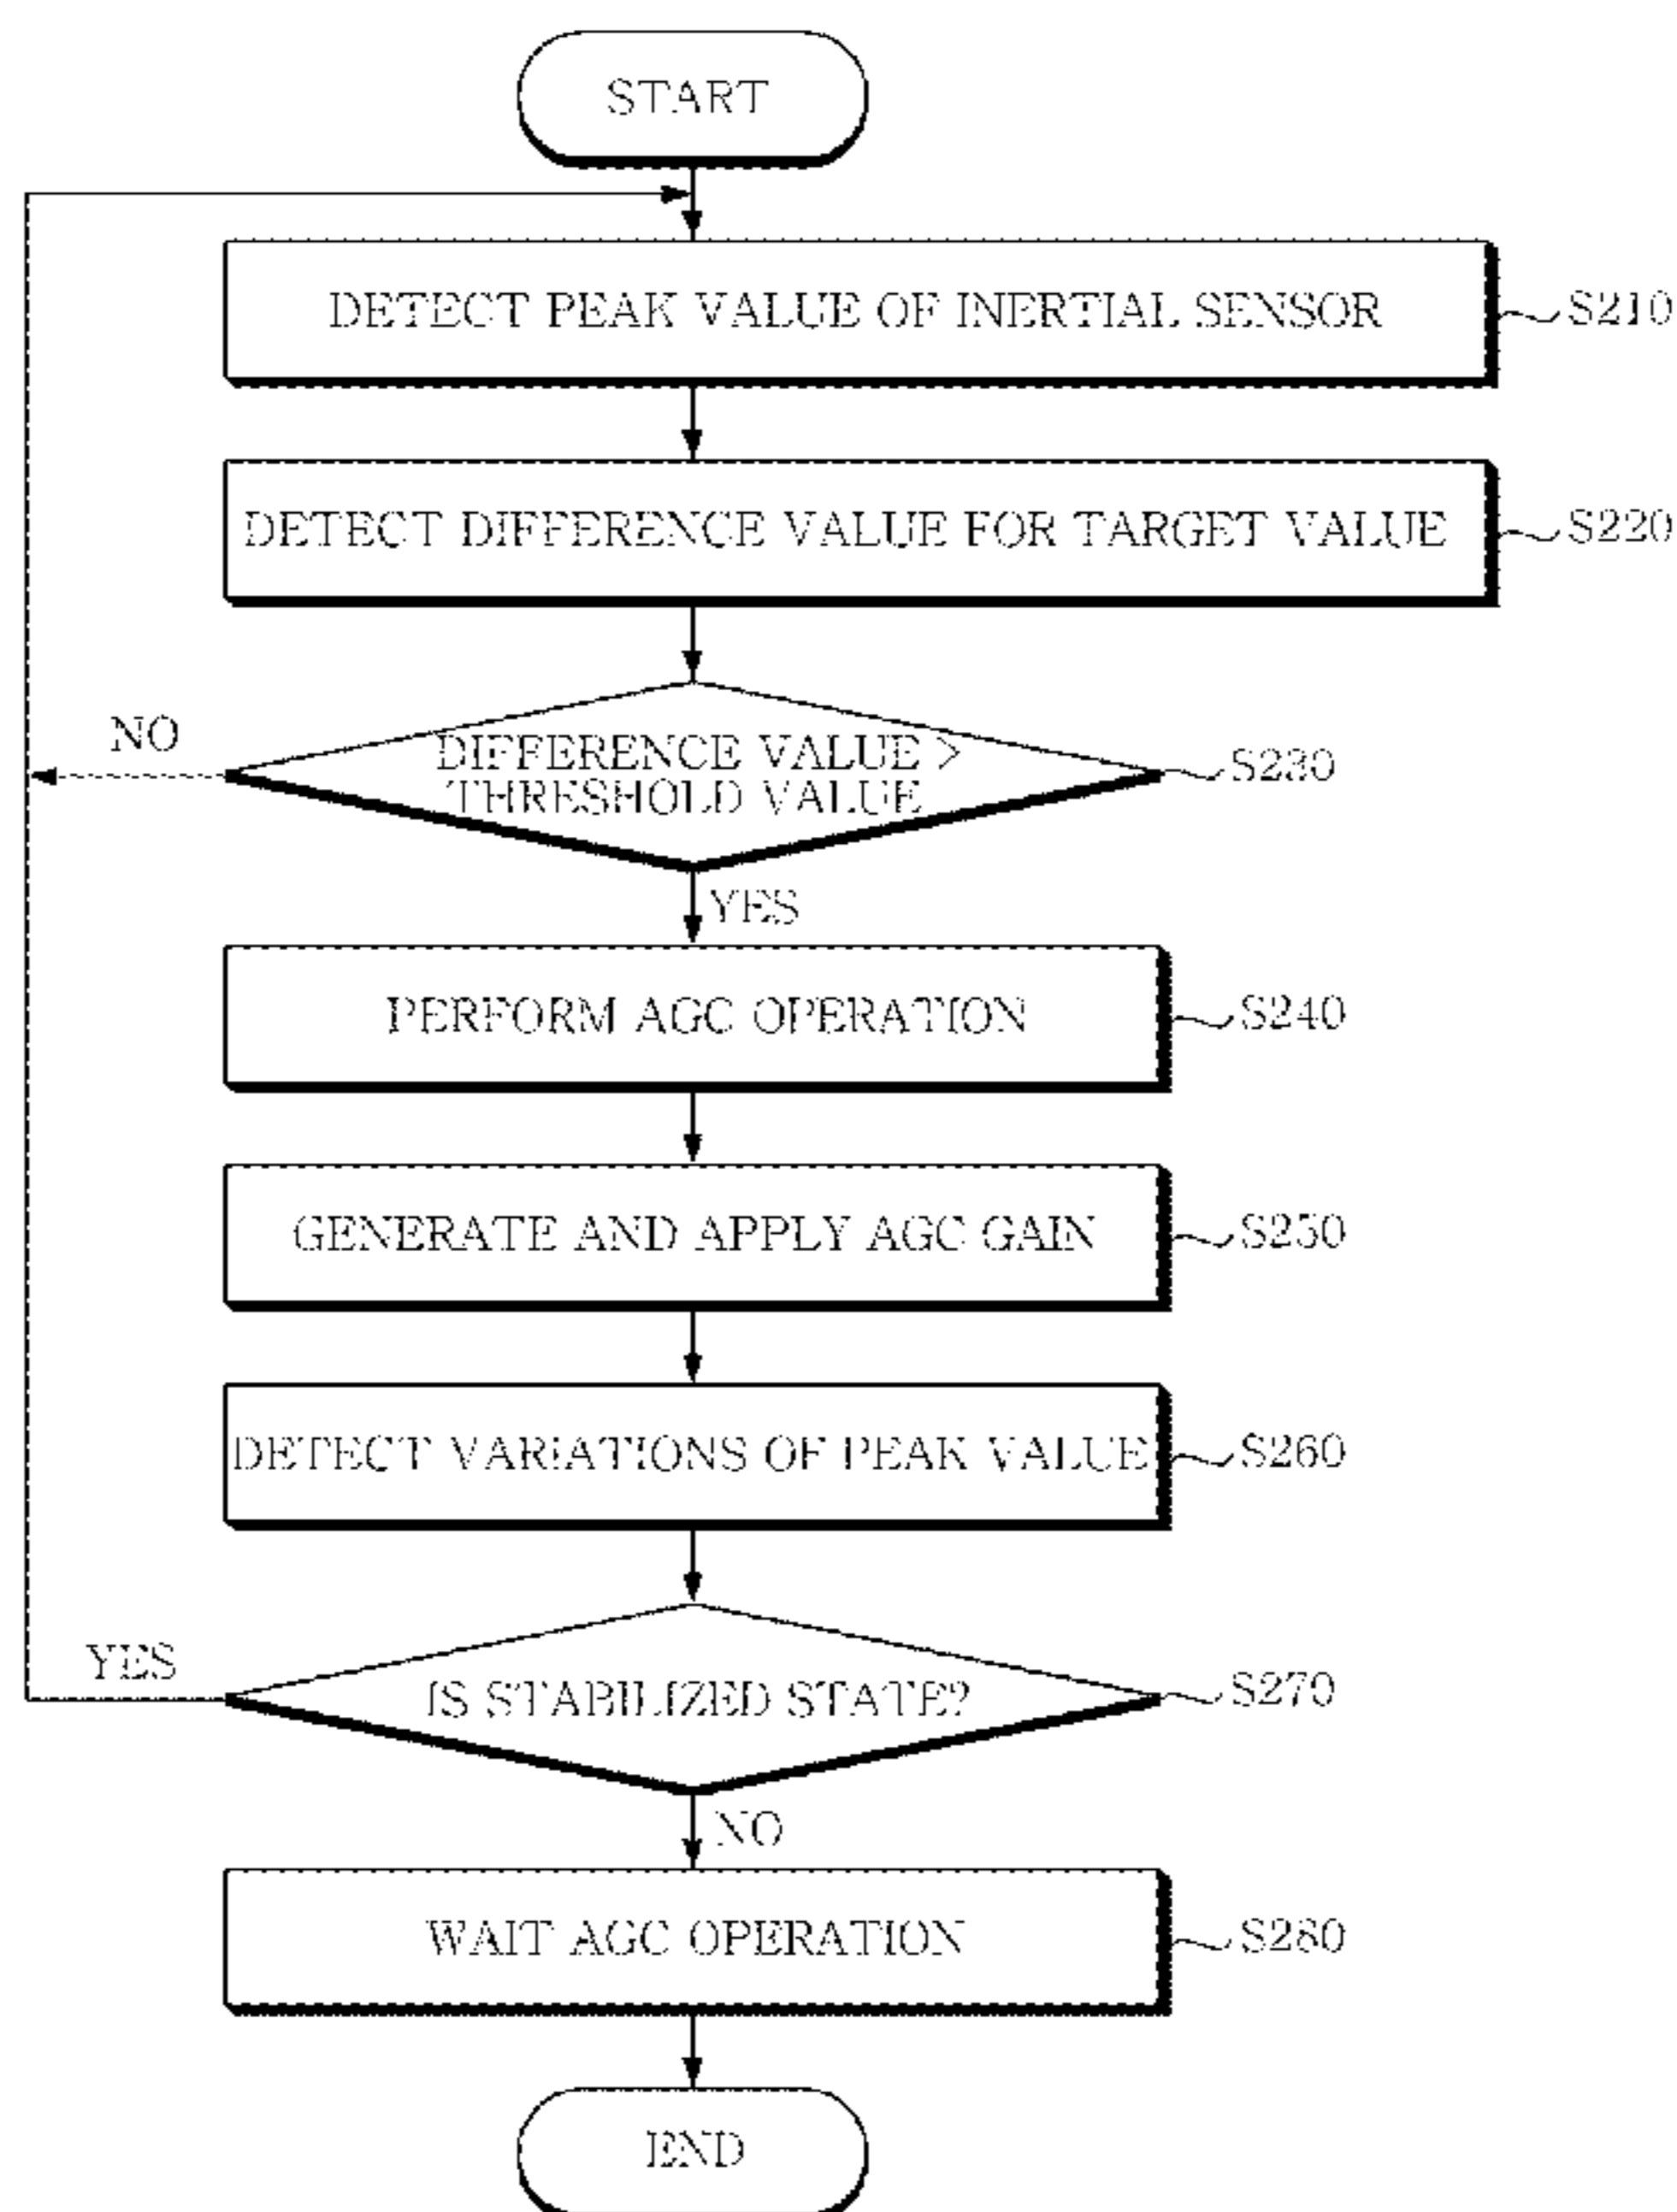 START
DETECT PEAK VALUE OF INERTIAL SENSOR
S210
DETECT DIFFERENCE VALUE FOR TARGET VALUE
S220
NO
DIFFERENCE VALUE >
THRESHOLD VALUE
S230
YES
PERFORM AGC OPERATION
S240
GENERATE AND APPLY AGC GAIN
S250
DETECT VARIATIONS OF PEAK VALUE
S260
YES
IS STABILIZED STATE?
S270
NO
WAIT AGC OPERATION
S280
END